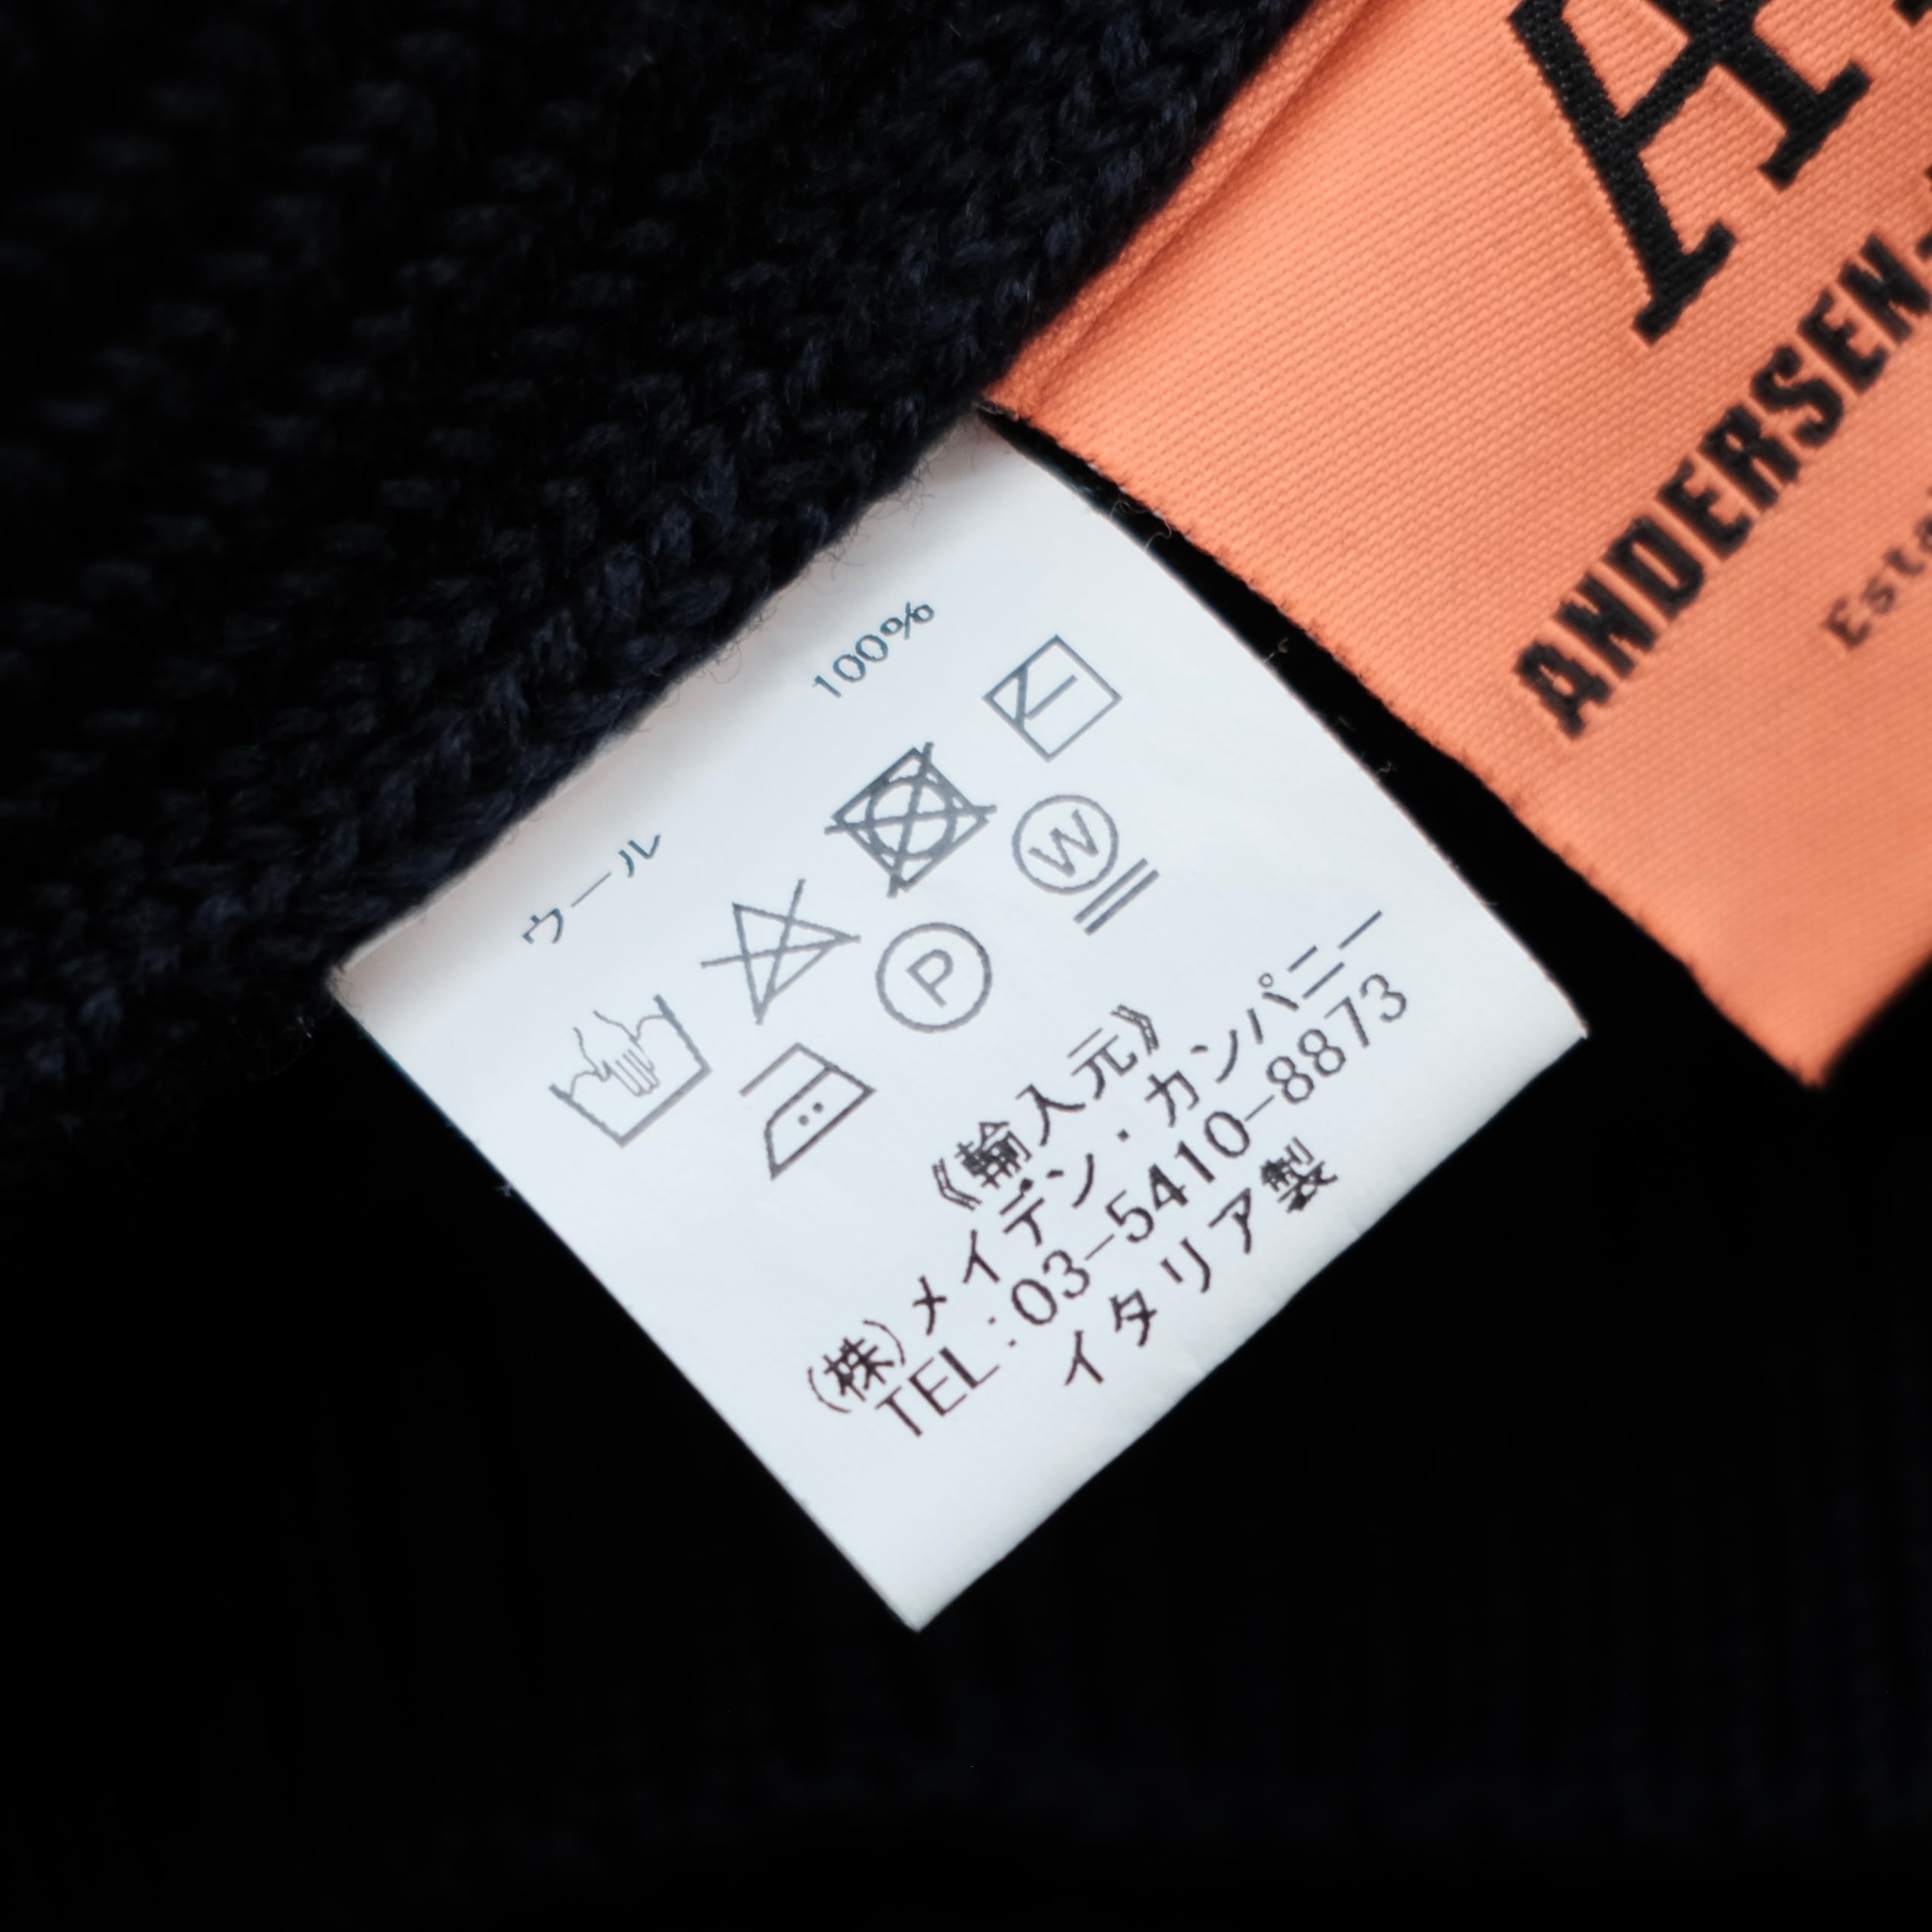 Æ
ANDERSEN-
ウール 100%
W
P
《輸入元》
(株)メイデン・カンパニー
TEL:03-5410-8873
イタリア製